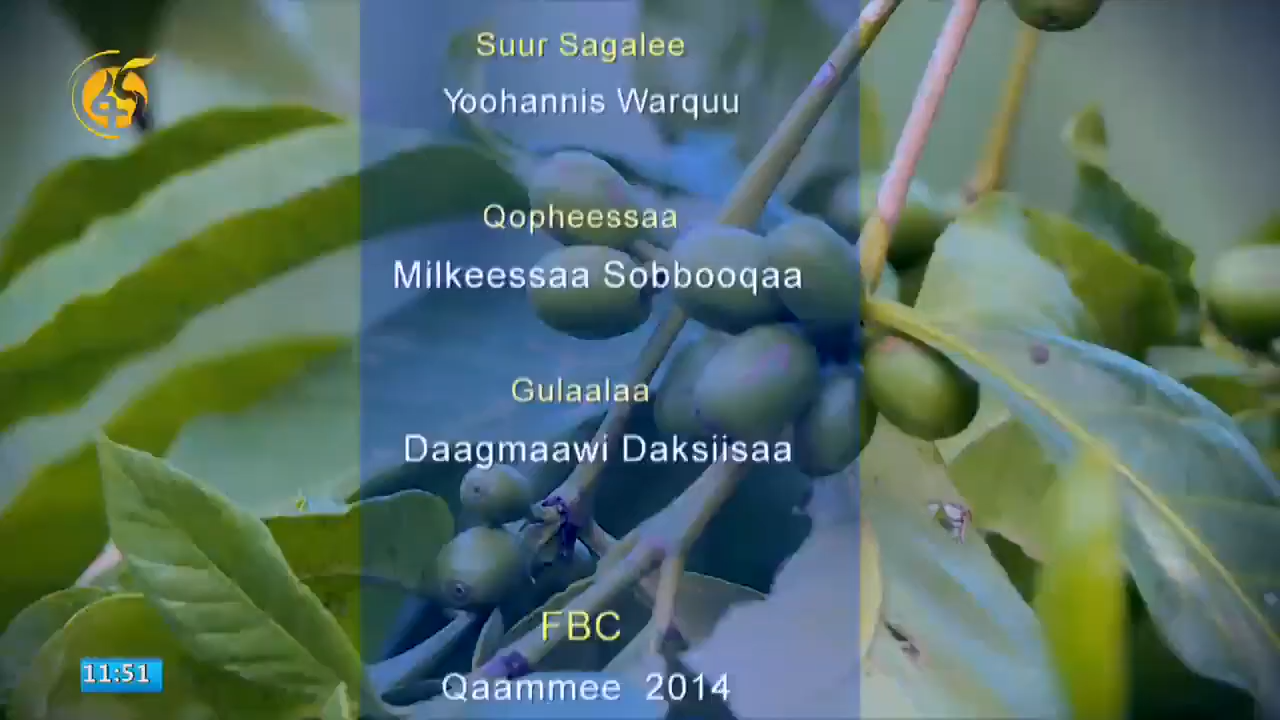 Suur Sagalee
Yoohannis Warquu
Qopheessaa
Milkeessaa Sobbooqaa
Gulaalaa
Daagmaawi Daksiisaa
FBC
Qaammee 2014
11:51